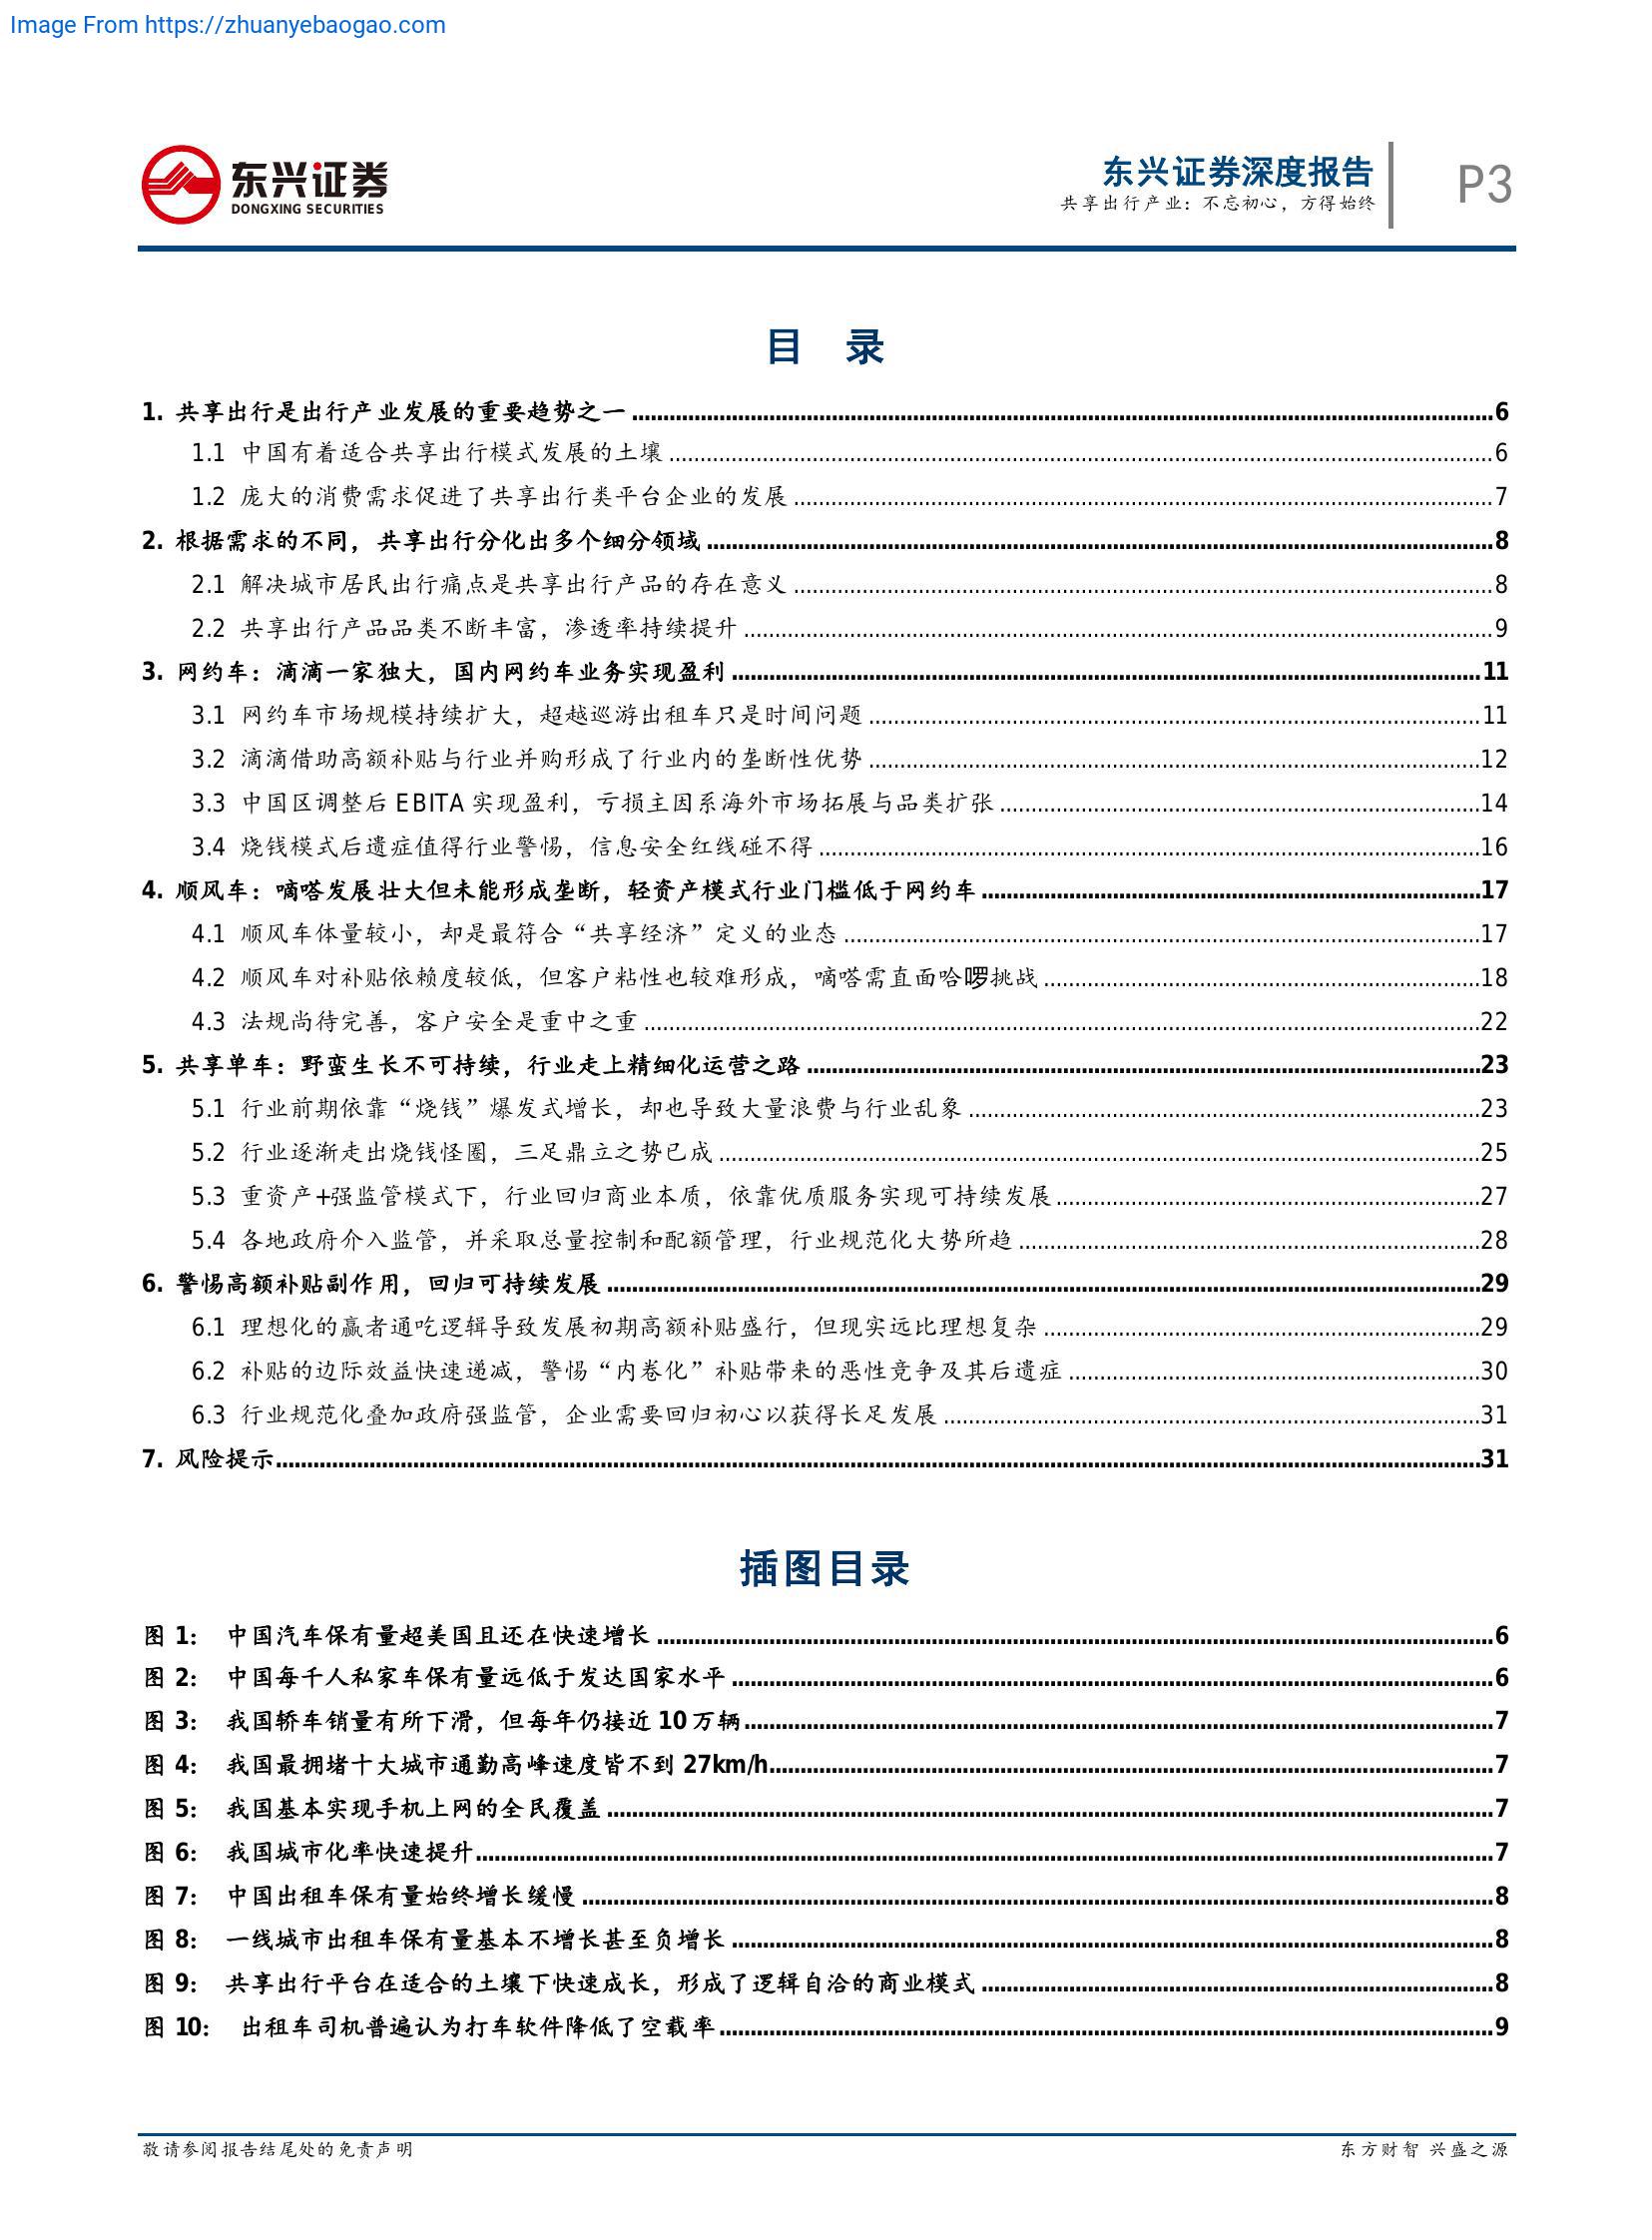 Image From https://zhuanyebaogao.com
东兴证券
DONGXING SECURITIES
东兴证券深度报告
共享出行产业：不忘初心，方得始终
P3
目 录
1. 共享出行是出行产业发展的重要趋势之一 6
1.1 中国有着适合共享出行模式发展的土壤 6
1.2 庞大的消费需求促进了共享出行类平台企业的发展 7
2. 根据需求的不同，共享出行分化出多个细分领域 8
2.1 解决城市居民出行痛点是共享出行产品的存在意义 8
2.2 共享出行产品品类不断丰富，渗透率持续提升 9
3. 网约车：滴滴一家独大，国内网约车业务实现盈利 11
3.1 网约车市场规模持续扩大，超越巡游出租车只是时间问题 11
3.2 滴滴借助高额补贴与行业并购形成了行业内的垄断性优势 12
3.3 中国区调整后 EBITA 实现盈利，亏损主因系海外市场拓展与品类扩张 14
3.4 烧钱模式后遗症值得行业警惕，信息安全红线碰不得 16
4. 顺风车：嘀嗒发展壮大但未能形成垄断，轻资产模式行业门槛低于网约车 17
4.1 顺风车体量较小，却是最符合“共享经济”定义的业态 17
4.2 顺风车对补贴依赖度较低，但客户粘性也较难形成，嘀嗒需直面哈啰挑战 18
4.3 法规尚待完善，客户安全是重中之重 22
5. 共享单车：野蛮生长不可持续，行业走上精细化运营之路 23
5.1 行业前期依靠“烧钱”爆发式增长，却也导致大量浪费与行业乱象 23
5.2 行业逐渐走出烧钱怪圈，三足鼎立之势已成 25
5.3 重资产+强监管模式下，行业回归商业本质，依靠优质服务实现可持续发展 27
5.4 各地政府介入监管，并采取总量控制和配额管理，行业规范化大势所趋 28
6. 警惕高额补贴副作用，回归可持续发展 29
6.1 理想化的赢者通吃逻辑导致发展初期高额补贴盛行，但现实远比理想复杂 29
6.2 补贴的边际效益快速递减，警惕“内卷化”补贴带来的恶性竞争及其后遗症 30
6.3 行业规范化叠加政府强监管，企业需要回归初心以获得长足发展 31
7. 风险提示 31
插图目录
图 1： 中国汽车保有量超美国且还在快速增长 6
图 2： 中国每千人私家车保有量远低于发达国家水平 6
图 3： 我国轿车销量有所下滑，但每年仍接近 10 万辆 7
图 4： 我国最拥堵十大城市通勤高峰速度皆不到 27km/h 7
图 5： 我国基本实现手机上网的全民覆盖 7
图 6： 我国城市化率快速提升 7
图 7： 中国出租车保有量始终增长缓慢 8
图 8： 一线城市出租车保有量基本不增长甚至负增长 8
图 9： 共享出行平台在适合的土壤下快速成长，形成了逻辑自洽的商业模式 8
图 10： 出租车司机普遍认为打车软件降低了空载率 9
敬请参阅报告结尾处的免责声明
东方财智 兴盛之源